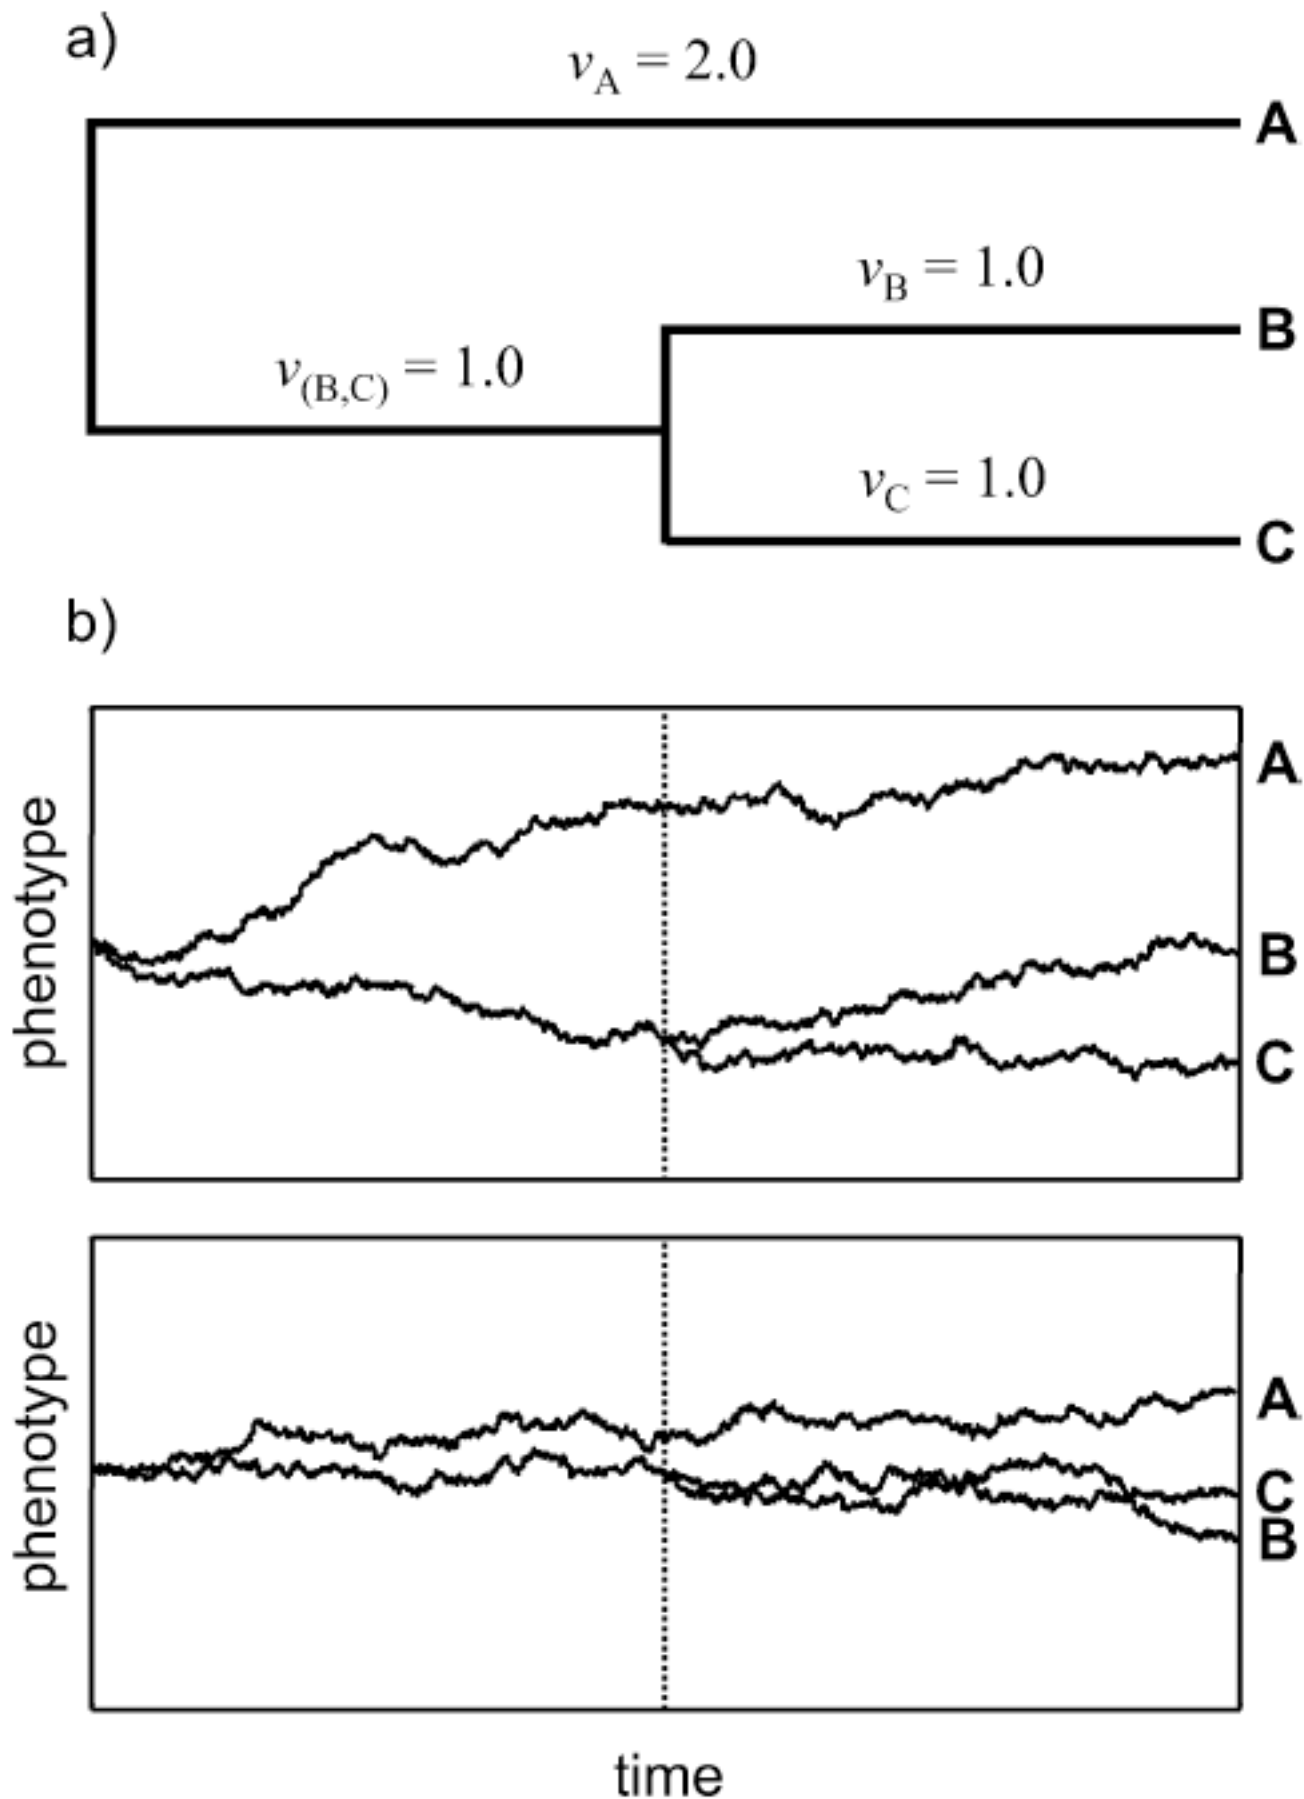 a)
vA = 2.0
A
vB = 1.0
B
v(B,C) = 1.0
vC = 1.0
C
b)
phenotype
A
B
C
phenotype
A
C
B
time